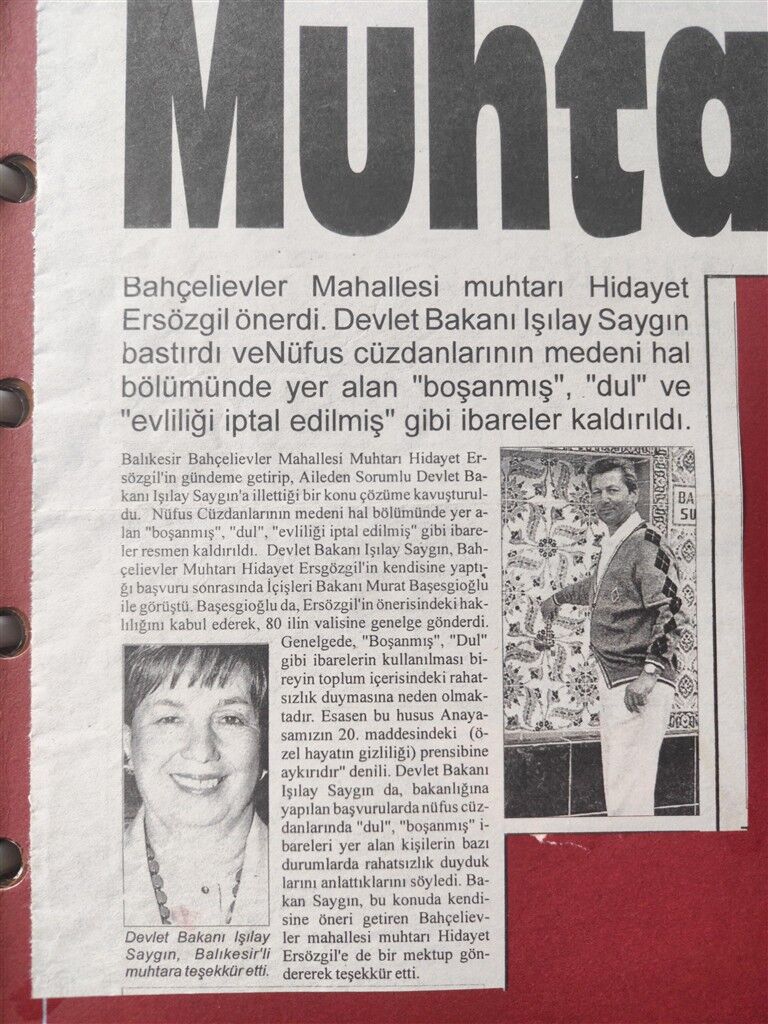 Muhta
Bahçelievler Mahallesi muhtarı Hidayet
Ersözgil önerdi. Devlet Bakanı Işılay Saygın
bastırdı veNüfus cüzdanlarının medeni hal
bölümünde yer alan "boşanmış", "dul" ve
"evliliği iptal edilmiş" gibi ibareler kaldırıldı.
Balıkesir Bahçelievler Mahallesi Muhtarı Hidayet Er-
sözgil'in gündeme getirip, Aileden Sorumlu Devlet Ba-
kanı Işılay Saygın'a illettiği bir konu çözüme kavuşturul-
du. Nüfus Cüzdanlarının medeni hal bölümünde yer a-
lan "boşanmış", "dul", "evliliği iptal edilmiş" gibi ibare-
ler resmen kaldırıldı. Devlet Bakanı Işılay Saygın, Bah-
çelievler Muhtarı Hidayet Ersgözgil'in kendisine yaptı-
ğı başvuru sonrasında İçişleri Bakanı Murat Başesgioğlu
ile görüştü. Başesgioğlu da, Ersözgil'in önerisindeki hak-
lılığını kabul ederek, 80 ilin valisine genelge gönderdi.
Genelgede, "Boşanmış", "Dul"
gibi ibarelerin kullanılması bi-
reyin toplum içerisindeki rahat-
sızlık duymasına neden olmak-
tadır. Esasen bu husus Anaya-
samızın 20. maddesindeki (ö-
zel hayatın gizliliği) prensibine
aykırıdır" denili. Devlet Bakanı
Işılay Saygın da, bakanlığına
yapılan başvurularda nüfus cüz-
danlarında "dul", "boşanmış" i-
bareleri yer alan kişilerin bazı
durumlarda rahatsızlık duyduk
larını anlattıklarını söyledi. Ba-
kan Saygın, bu konuda kendi-
sine öneri getiren Bahçeliev-
ler mahallesi muhtarı Hidayet
Ersözgil'e de bir mektup gön-
dererek teşekkür etti.
Devlet Bakanı Işılay
Saygın, Balıkesir'li
muhtara teşekkür etti.
BA
SU